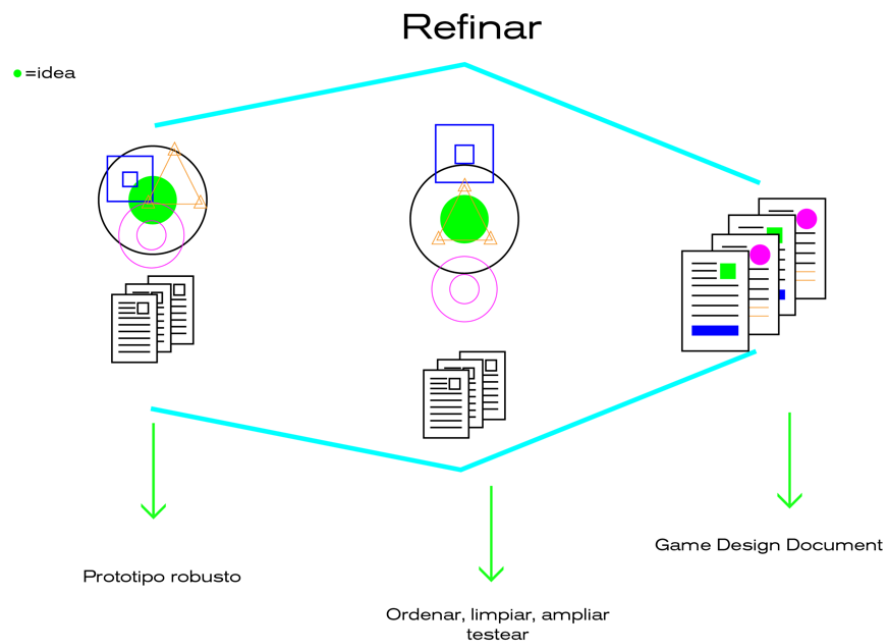 Refinar
=idea
Prototipo robusto
Ordenar, limpiar, ampliar
testear
Game Design Document